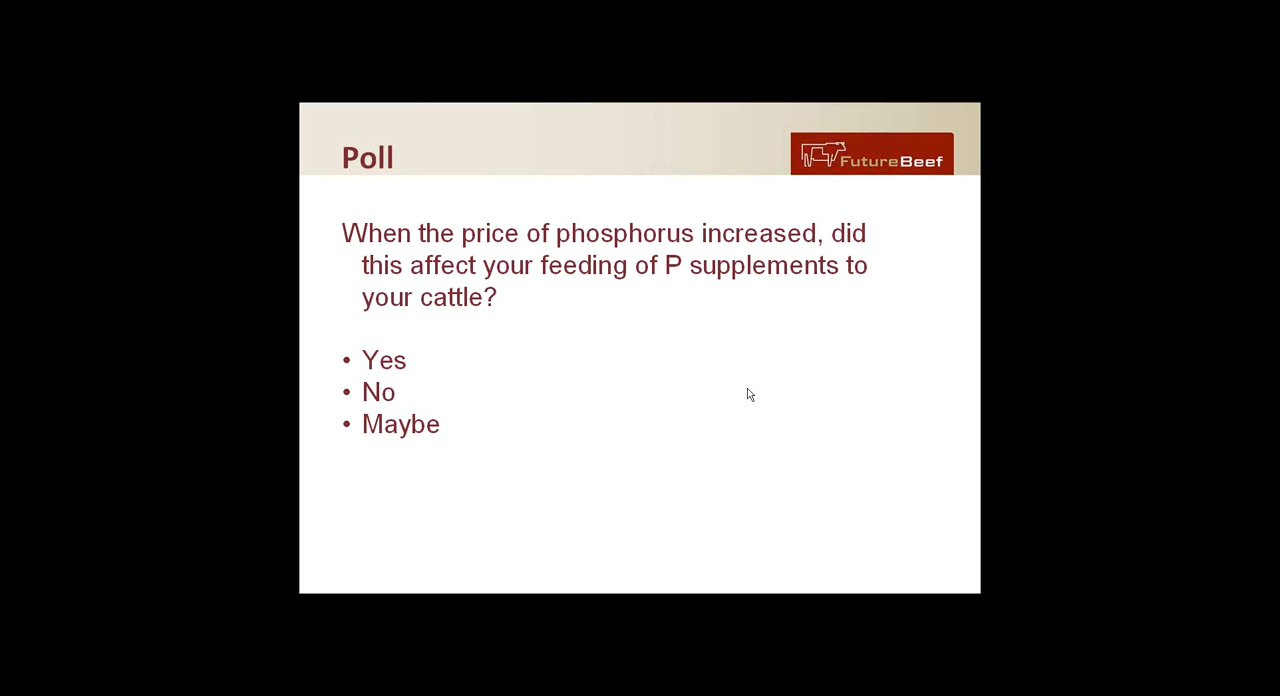 Poll
FutureBeef
When the price of phosphorus increased, did
this affect your feeding of P supplements to
your cattle?
• Yes
• No
• Maybe